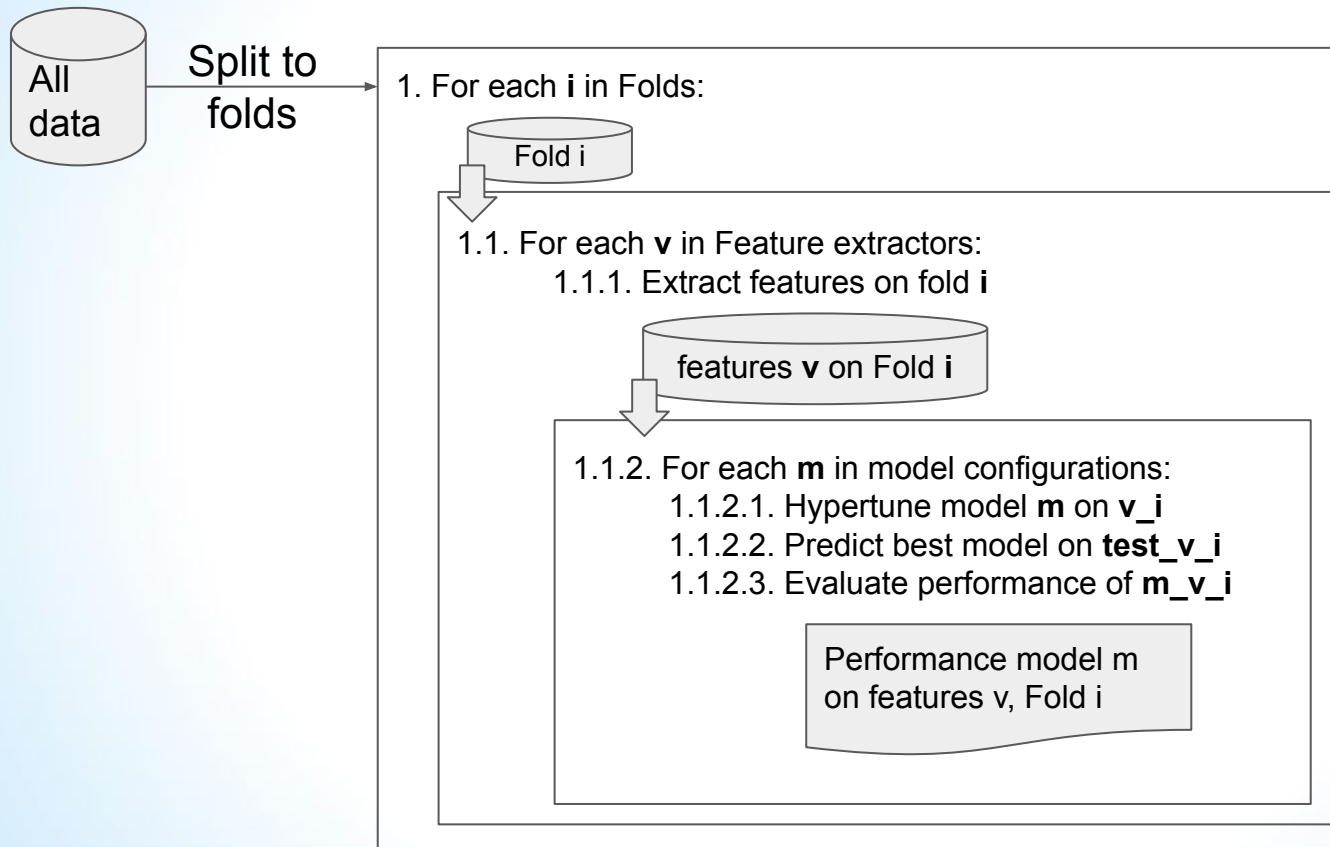 All
data
Split to
folds
1. For each i in Folds:
Fold i
1.1. For each v in Feature extractors:
1.1.1. Extract features on fold i
features v on Fold i
1.1.2. For each m in model configurations:
1.1.2.1. Hypertune model m on v_i
1.1.2.2. Predict best model on test_v_i
1.1.2.3. Evaluate performance of m_v_i
Performance model m
on features v, Fold i